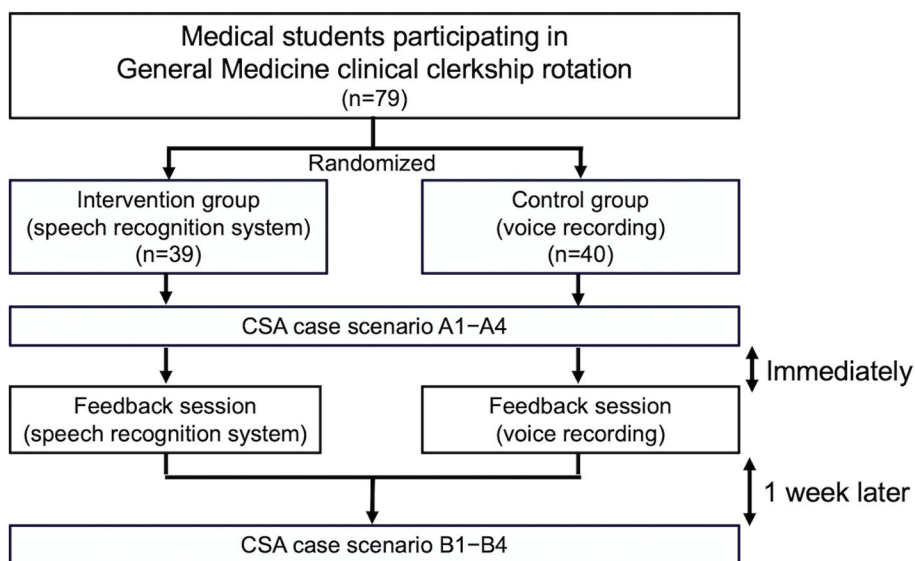 Medical students participating in
General Medicine clinical clerkship rotation
(n=79)
Randomized
Intervention group
(speech recognition system)
(n=39)
Control group
(voice recording)
(n=40)
CSA case scenario A1−A4
Immediately
Feedback session
(speech recognition system)
Feedback session
(voice recording)
1 week later
CSA case scenario B1−B4